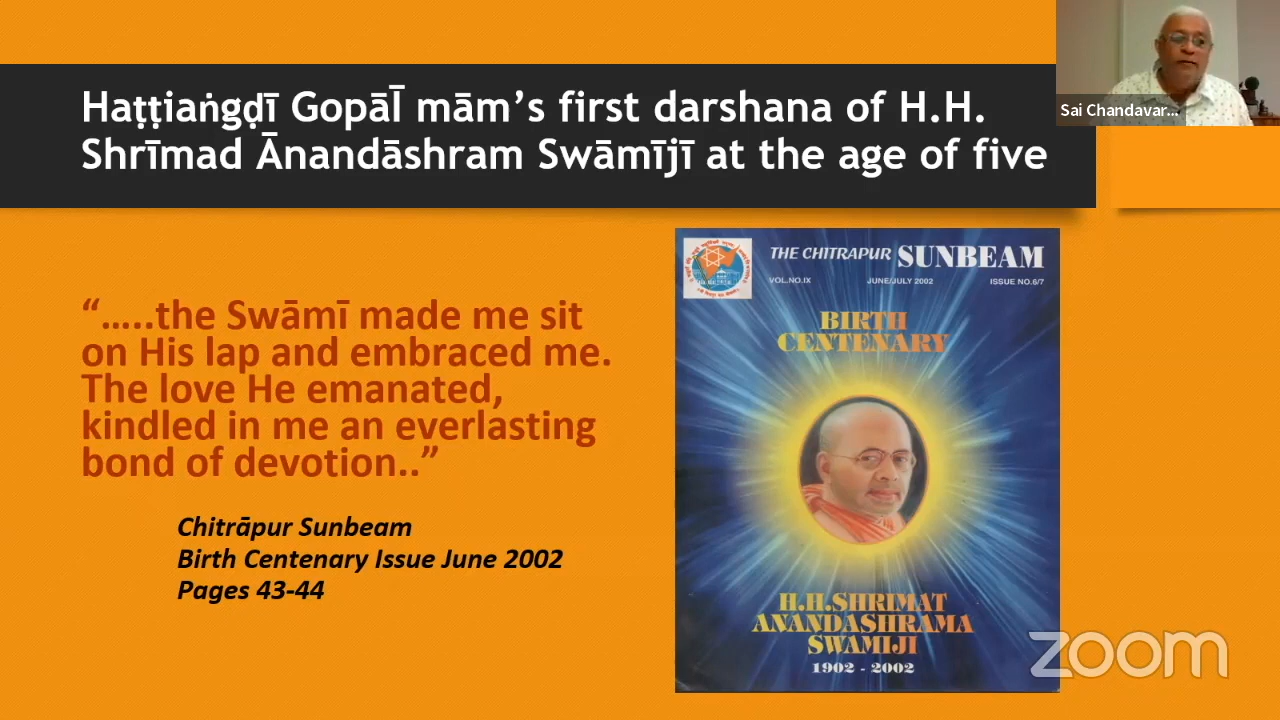 Haṭṭiaṅgḍī GopāḹĪ mām’s first darshana of H.H.
Shrīmad Ānandāshram Swāmījī at the age of five
Sai Chandavar...
“…..the Swāmī made me sit
on His lap and embraced me.
The love He emanated,
kindled in me an everlasting
bond of devotion..”
Chitrāpur Sunbeam
Birth Centenary Issue June 2002
Pages 43-44
THE CHITRAPUR SUNBEAM
VOL.NO.IX JUNE/JULY 2002 ISSUE NO.6/7
BIRTH
CENTENARY
H.H.SHRIMAT
ANANDASHRAMA
SWAMIJI
1902 - 2002
zoom